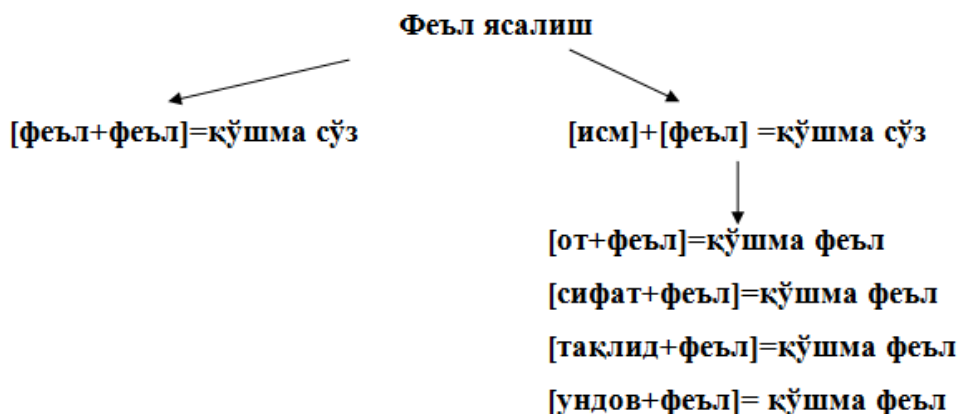 Феъл ясалиш
[феъл+феъл]=қўшма сўз
[исм]+[феъл] =қўшма сўз
[от+феъл]=қўшма феъл
[сифат+феъл]=қўшма феъл
[тақлид+феъл]=қўшма феъл
[ундов+феъл]= қўшма феъл